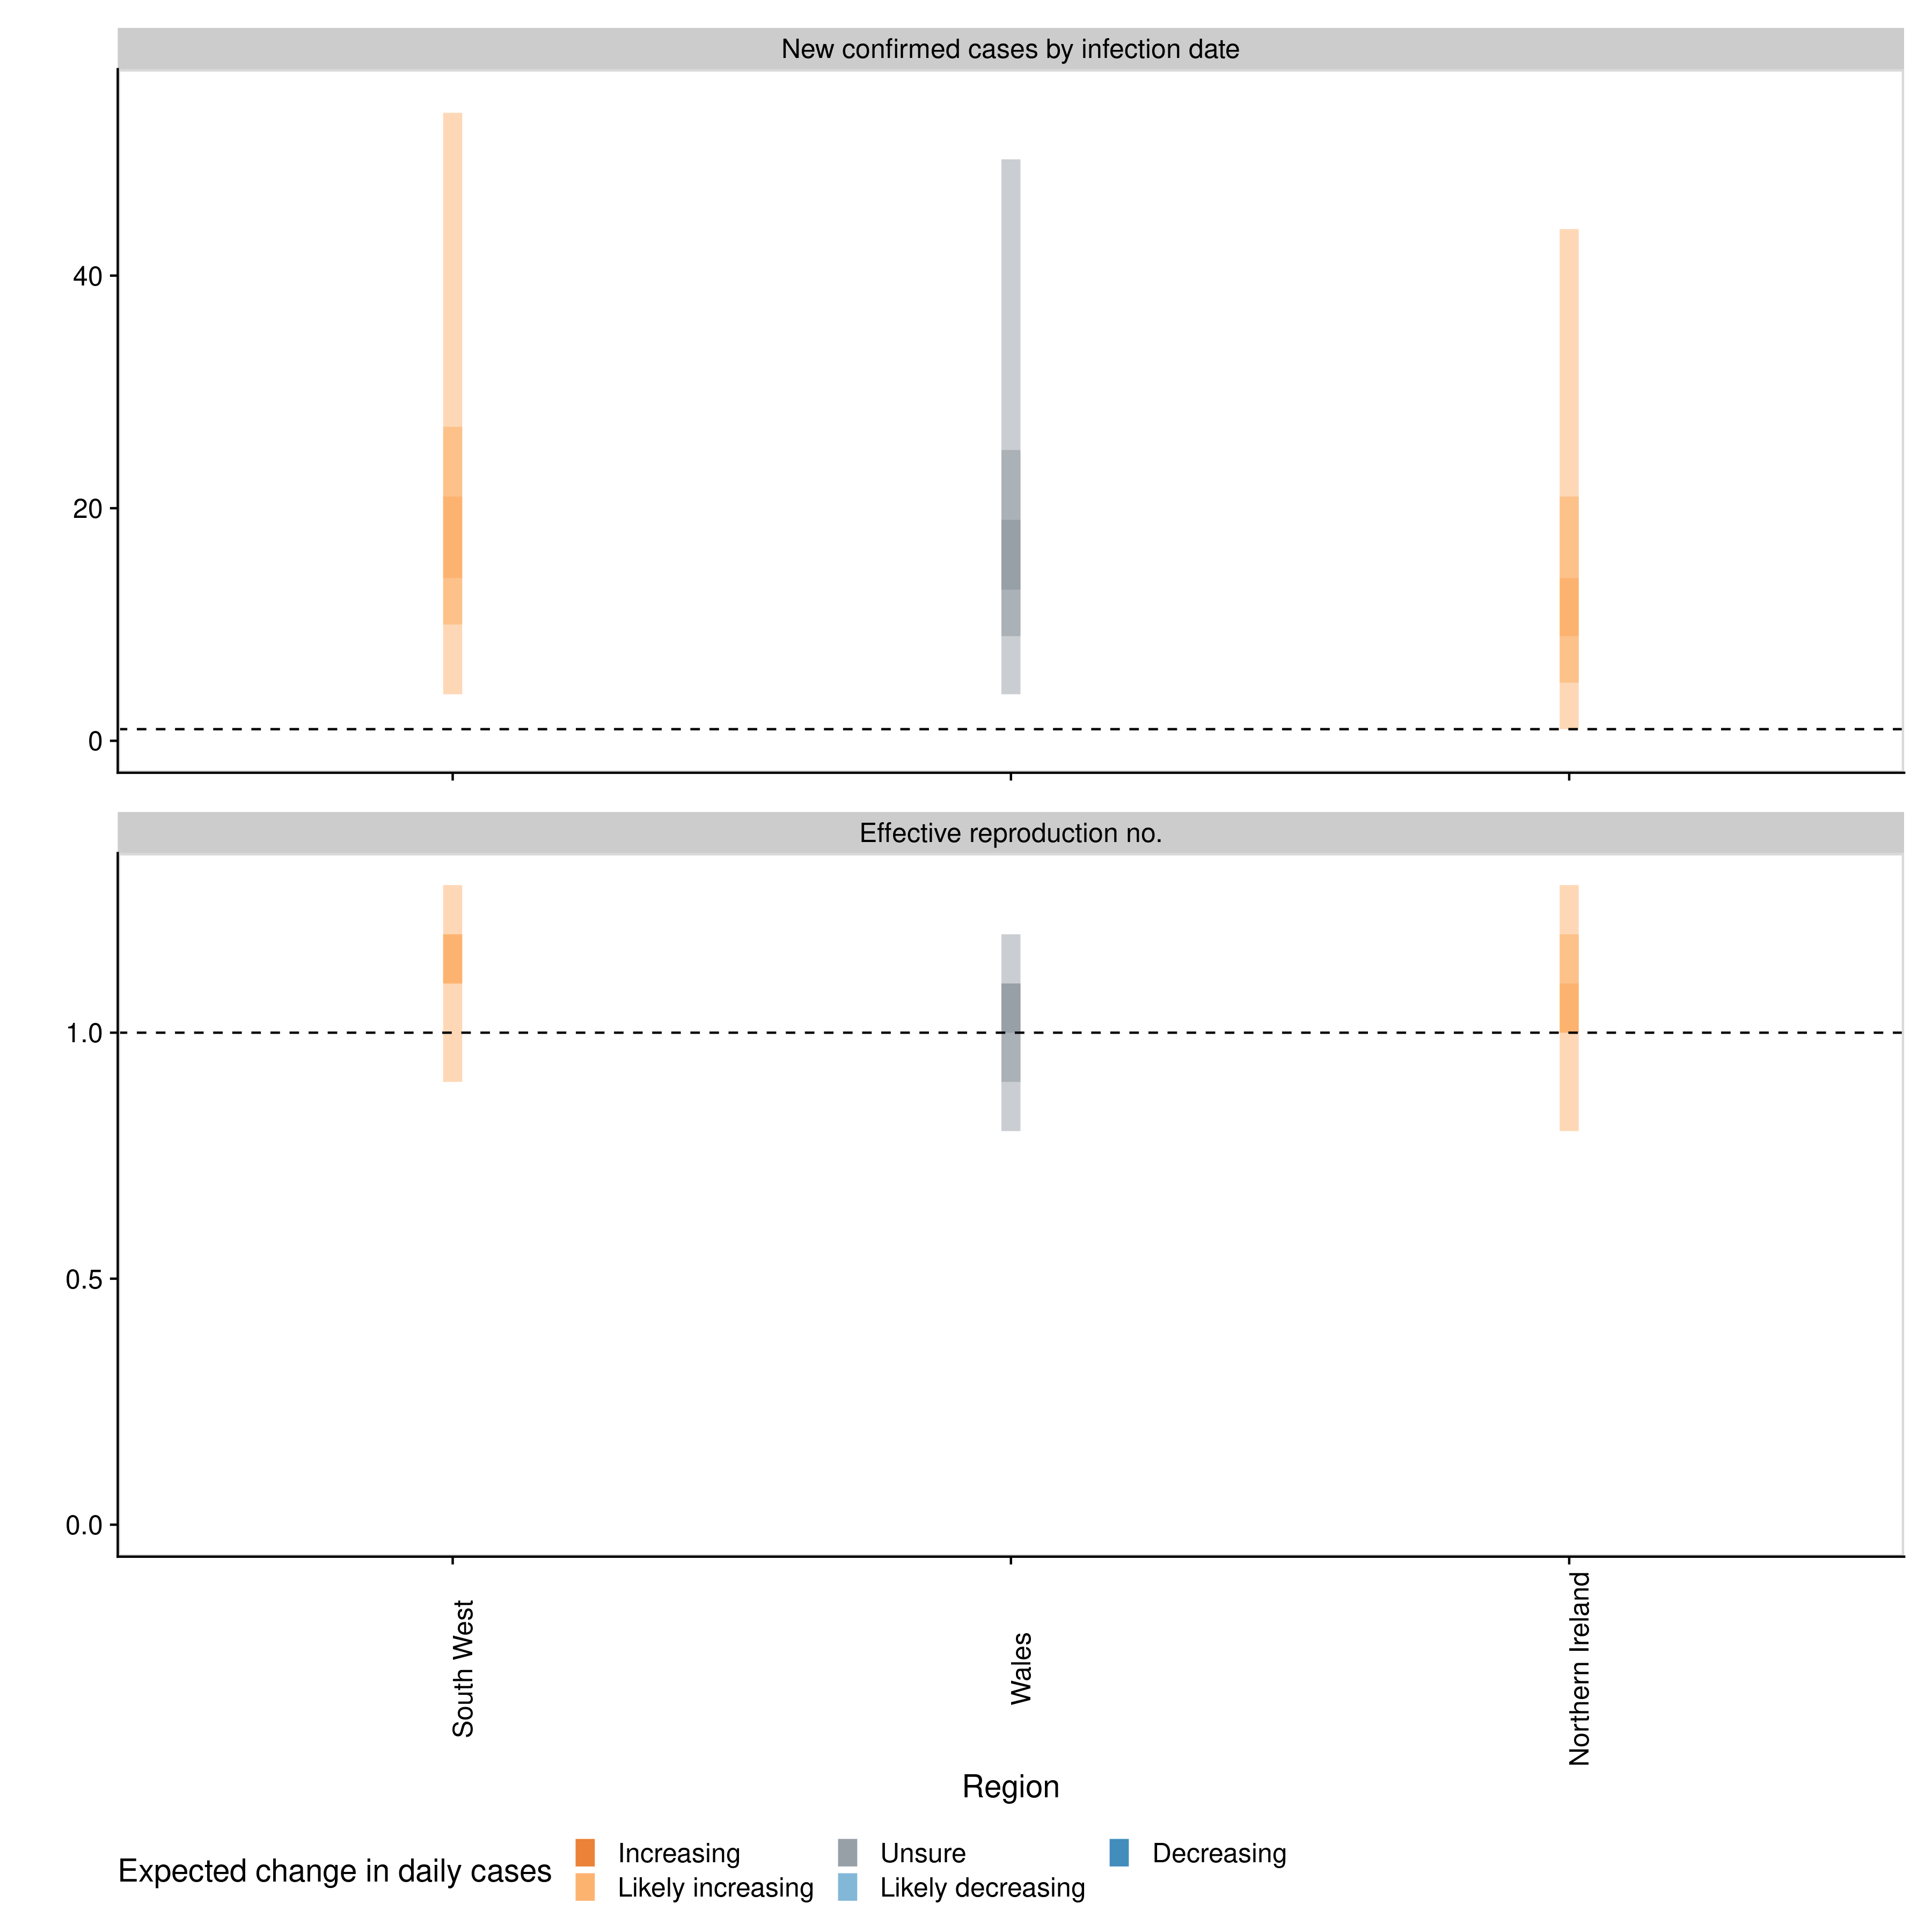 New confirmed cases by infection date
40
20
0
Effective reproduction no.
1.0
0.5
0.0
South West
Wales
Northern Ireland
Region
Expected change in daily cases
Increasing
Unsure
Decreasing
Likely increasing
Likely decreasing